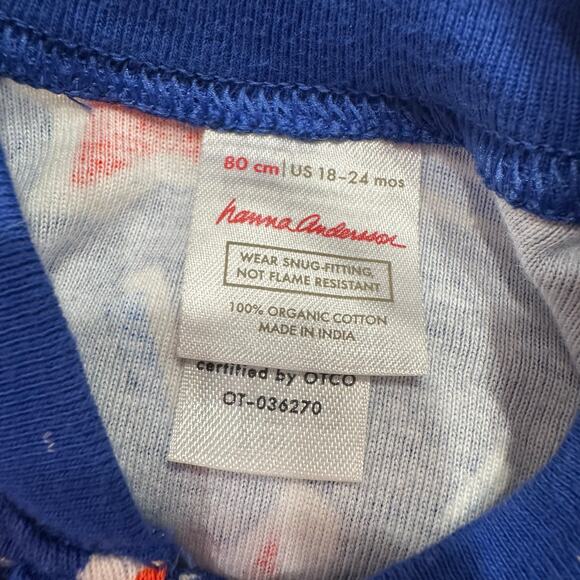 80 cm | US 18-24 mos
hanna Andersson
WEAR SNUG-FITTING,
NOT FLAME RESISTANT
100% ORGANIC COTTON
MADE IN INDIA
certified by OTCO
OT-036270